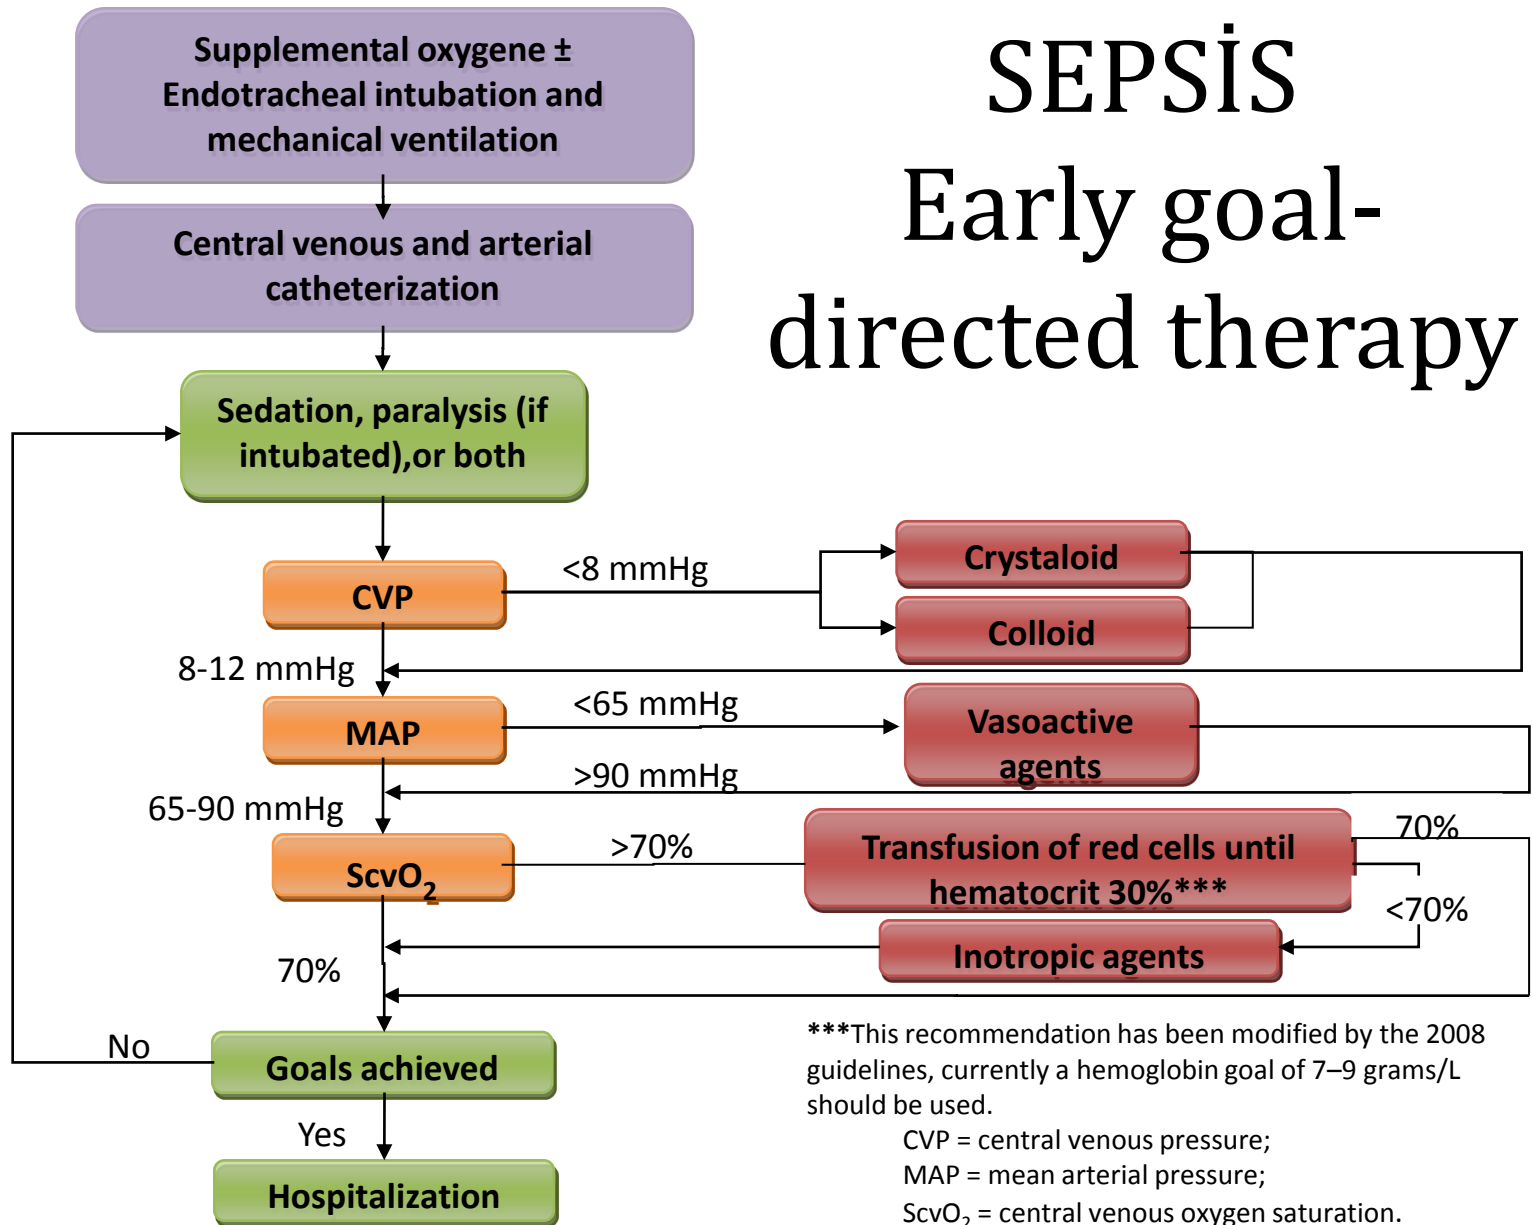 SEPSİS
Early goal-
directed therapy
Supplemental oxygene ±
Endotracheal intubation and
mechanical ventilation
Central venous and arterial
catheterization
Sedation, paralysis (if
intubated),or both
CVP
<8 mmHg
Crystaloid
Colloid
8-12 mmHg
MAP
<65 mmHg
Vasoactive
agents
>90 mmHg
65-90 mmHg
ScvO₂
>70%
Transfusion of red cells until
hematocrit 30%***
70%
<70%
Inotropic agents
70%
Goals achieved
No
Yes
Hospitalization
***This recommendation has been modified by the 2008
guidelines, currently a hemoglobin goal of 7–9 grams/L
should be used.
CVP = central venous pressure;
MAP = mean arterial pressure;
ScvO₂ = central venous oxygen saturation.